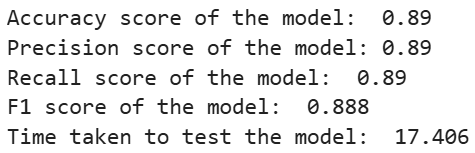 Accuracy score of the model:  0.89
Precision score of the model: 0.89
Recall score of the model:  0.89
F1 score of the model:  0.888
Time taken to test the model:  17.406